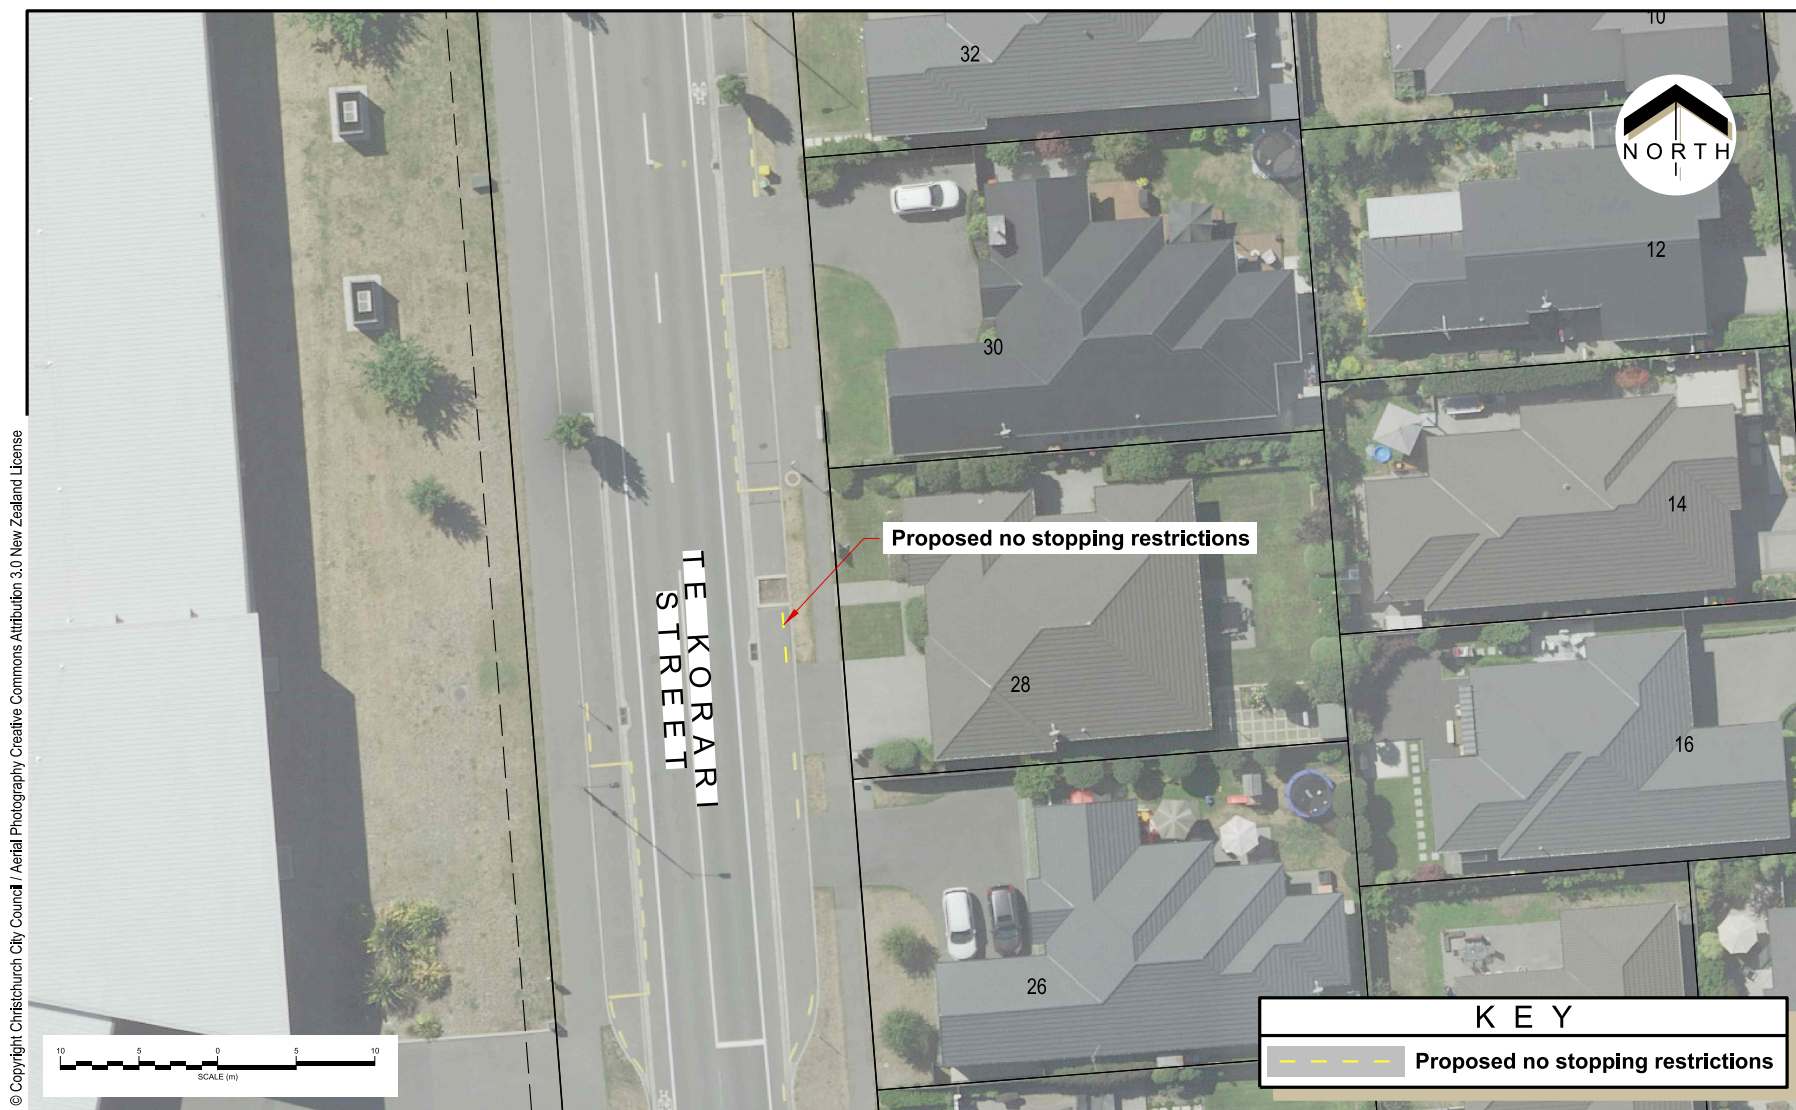 32
10
NORTH
12
30
14
Proposed no stopping restrictions
TE KORARI
STREET
28
16
26
KEY
Proposed no stopping restrictions
10 5 0 5 10
SCALE (m)
© Copyright Christchurch City Council / Aerial Photography Creative Commons Attribution 3.0 New Zealand License